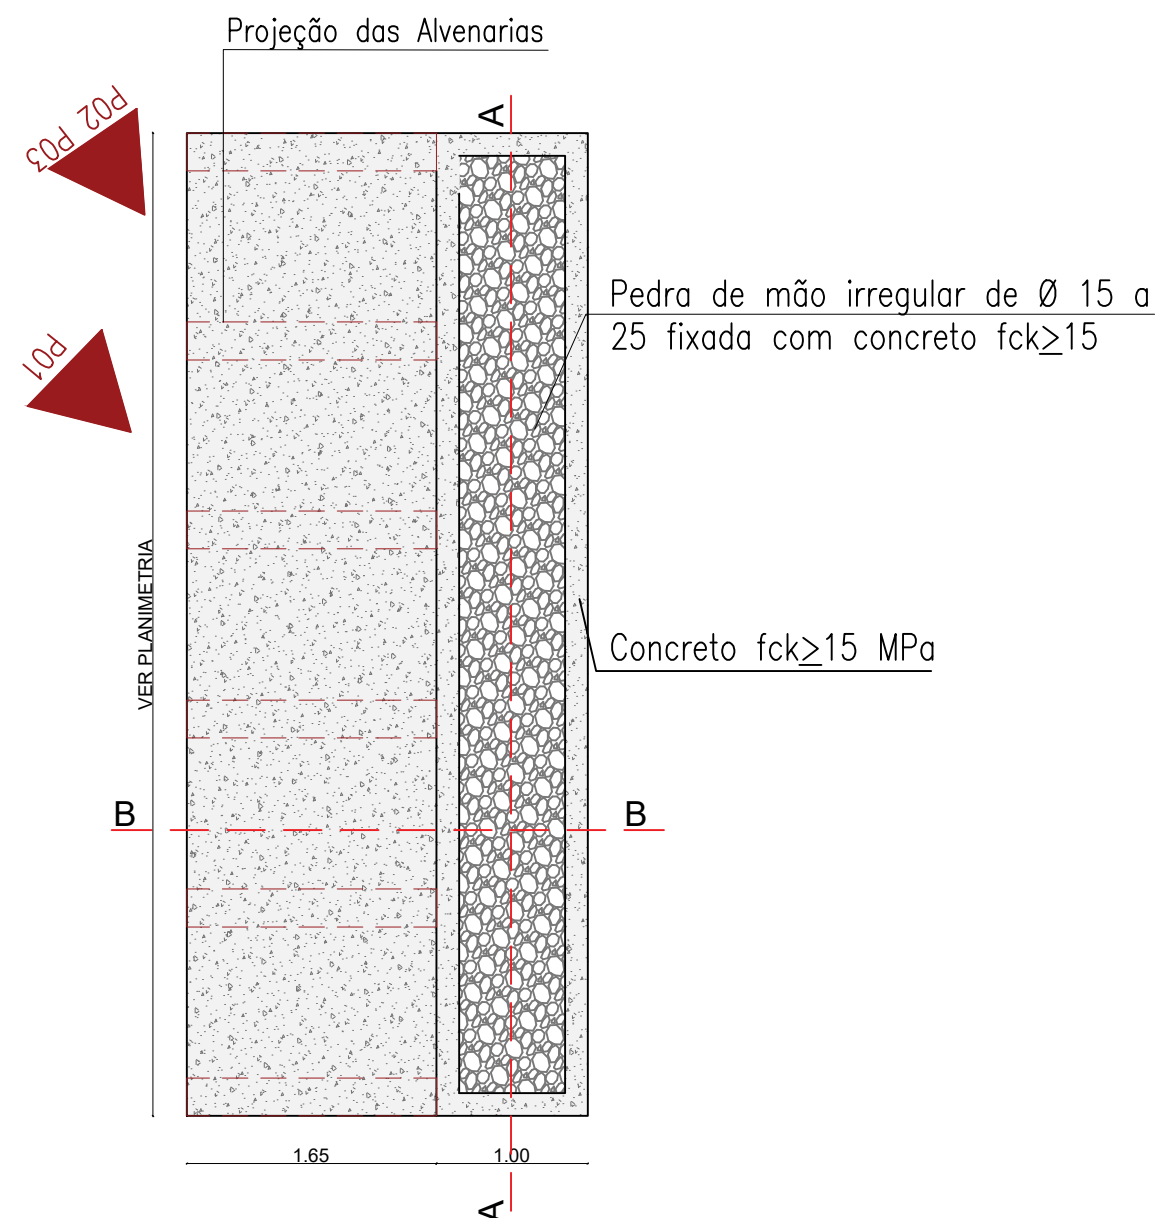 Projeção das Alvenarias
P02 P03
A
Pedra de mão irregular de Ø 15 a
25 fixada com concreto fck≥15
P01
VER PLANIMETRIA
Concreto fck≥15 MPa
B
B
1.65
1.00
A